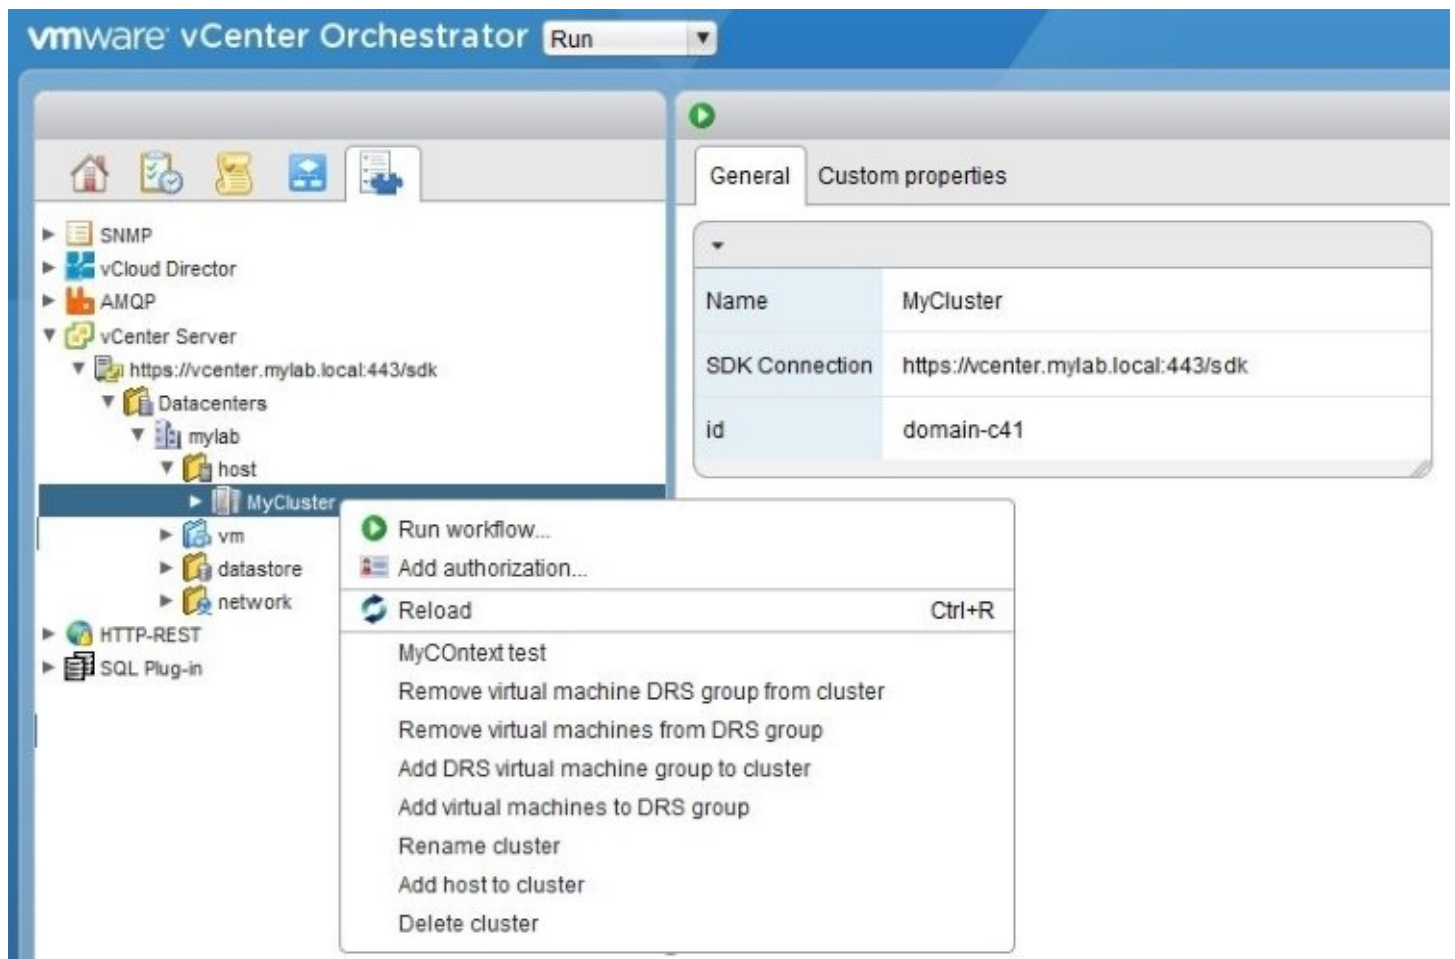 vmware vCenter Orchestrator Run
General Custom properties
SNMP
vCloud Director
AMQP
vCenter Server
https://vcenter.mylab.local:443/sdk
Datacenters
mylab
host
MyCluster
vm
datastore
network
HTTP-REST
SQL Plug-in
Name MyCluster
SDK Connection https://vcenter.mylab.local:443/sdk
id domain-c41
Run workflow...
Add authorization...
Reload Ctrl+R
MyCOntext test
Remove virtual machine DRS group from cluster
Remove virtual machines from DRS group
Add DRS virtual machine group to cluster
Add virtual machines to DRS group
Rename cluster
Add host to cluster
Delete cluster